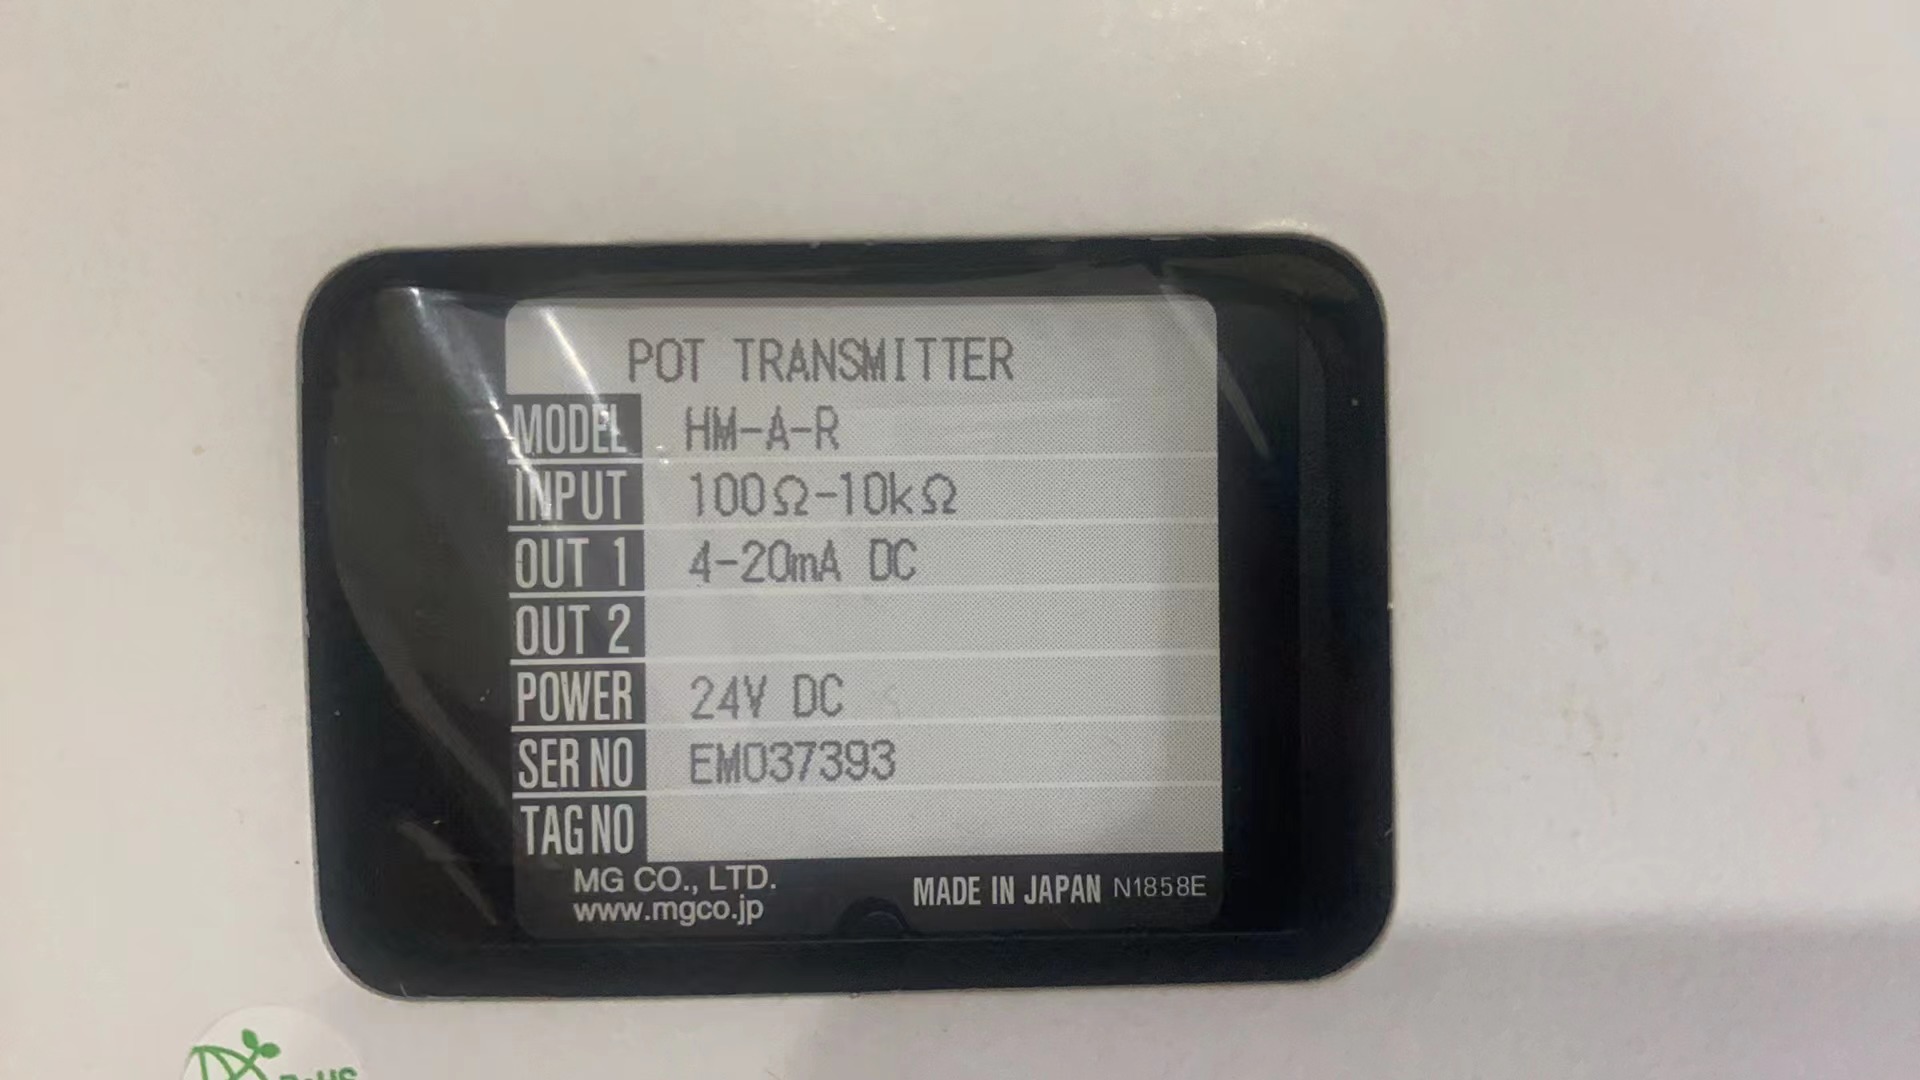 POT TRANSMITTER
MODEL HM-A-R
INPUT 100Ω-10kΩ
OUT 1 4-20mA DC
OUT 2
POWER 24V DC
SER NO EM037393
TAG NO
MG CO., LTD.
www.mgco.jp
MADE IN JAPAN N1858E